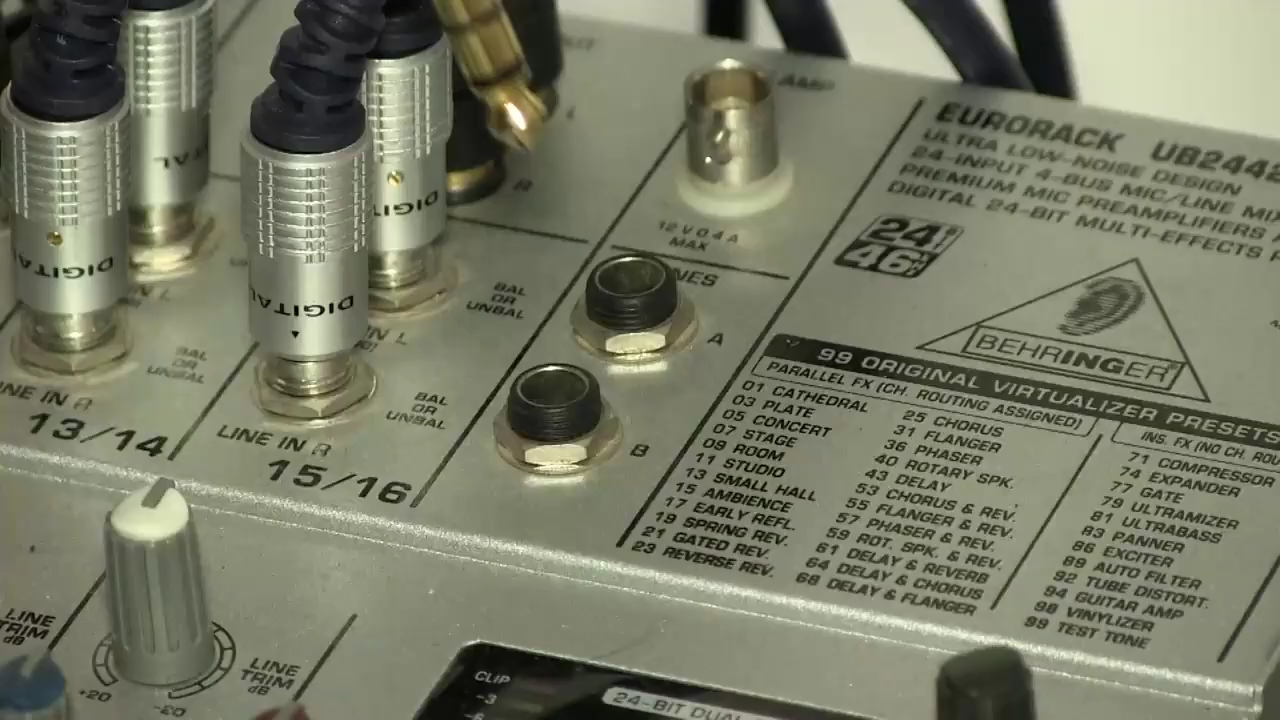 EURORACK UB2442
ULTRA LOW-NOISE DESIGN
24-INPUT 4-BUS MIC/LINE
PREMIUM MIC PREAMPLIFIERS
DIGITAL 24-BIT MULTI-EFFECTS
24
46
BEHRINGER
99 ORIGINAL VIRTUALIZER PRESETS
PARALLEL FX (CH. ROUTING ASSIGNED)
01 CATHEDRAL
03 PLATE
05 CONCERT
07 STAGE
09 ROOM
11 STUDIO
13 SMALL HALL
15 AMBIENCE
17 EARLY REFL.
19 SPRING REV.
21 GATED REV.
23 REVERSE REV.
25 CHORUS
31 FLANGER
36 PHASER
40 ROTARY SPK.
43 DELAY
53 CHORUS & REV.
55 FLANGER & REV.
57 PHASER & REV.
59 ROT. SPK. & REV.
61 DELAY & REVERB
64 DELAY & CHORUS
68 DELAY & FLANGER
INS. FX (NO CH.
71 COMPRESSOR
74 EXPANDER
77 GATE
79 ULTRAMIZER
81 ULTRABASS
83 PANNER
86 EXCITER
89 AUTO FILTER
92 TUBE DISTORT.
94 GUITAR AMP
98 VINYLIZER
99 TEST TONE
12 V 0.4 A
MAX
A
B
R
DIGITAL
DIGITAL
DIGITAL
BAL
OR
UNBAL
BAL
OR
UNBAL
BAL
OR
UNBAL
LINE IN R
13/14
LINE IN R
15/16
LINE
TRIM
dB
+20
-20
LINE
TRIM
dB
CLIP
-3
-6
24-BIT DUAL